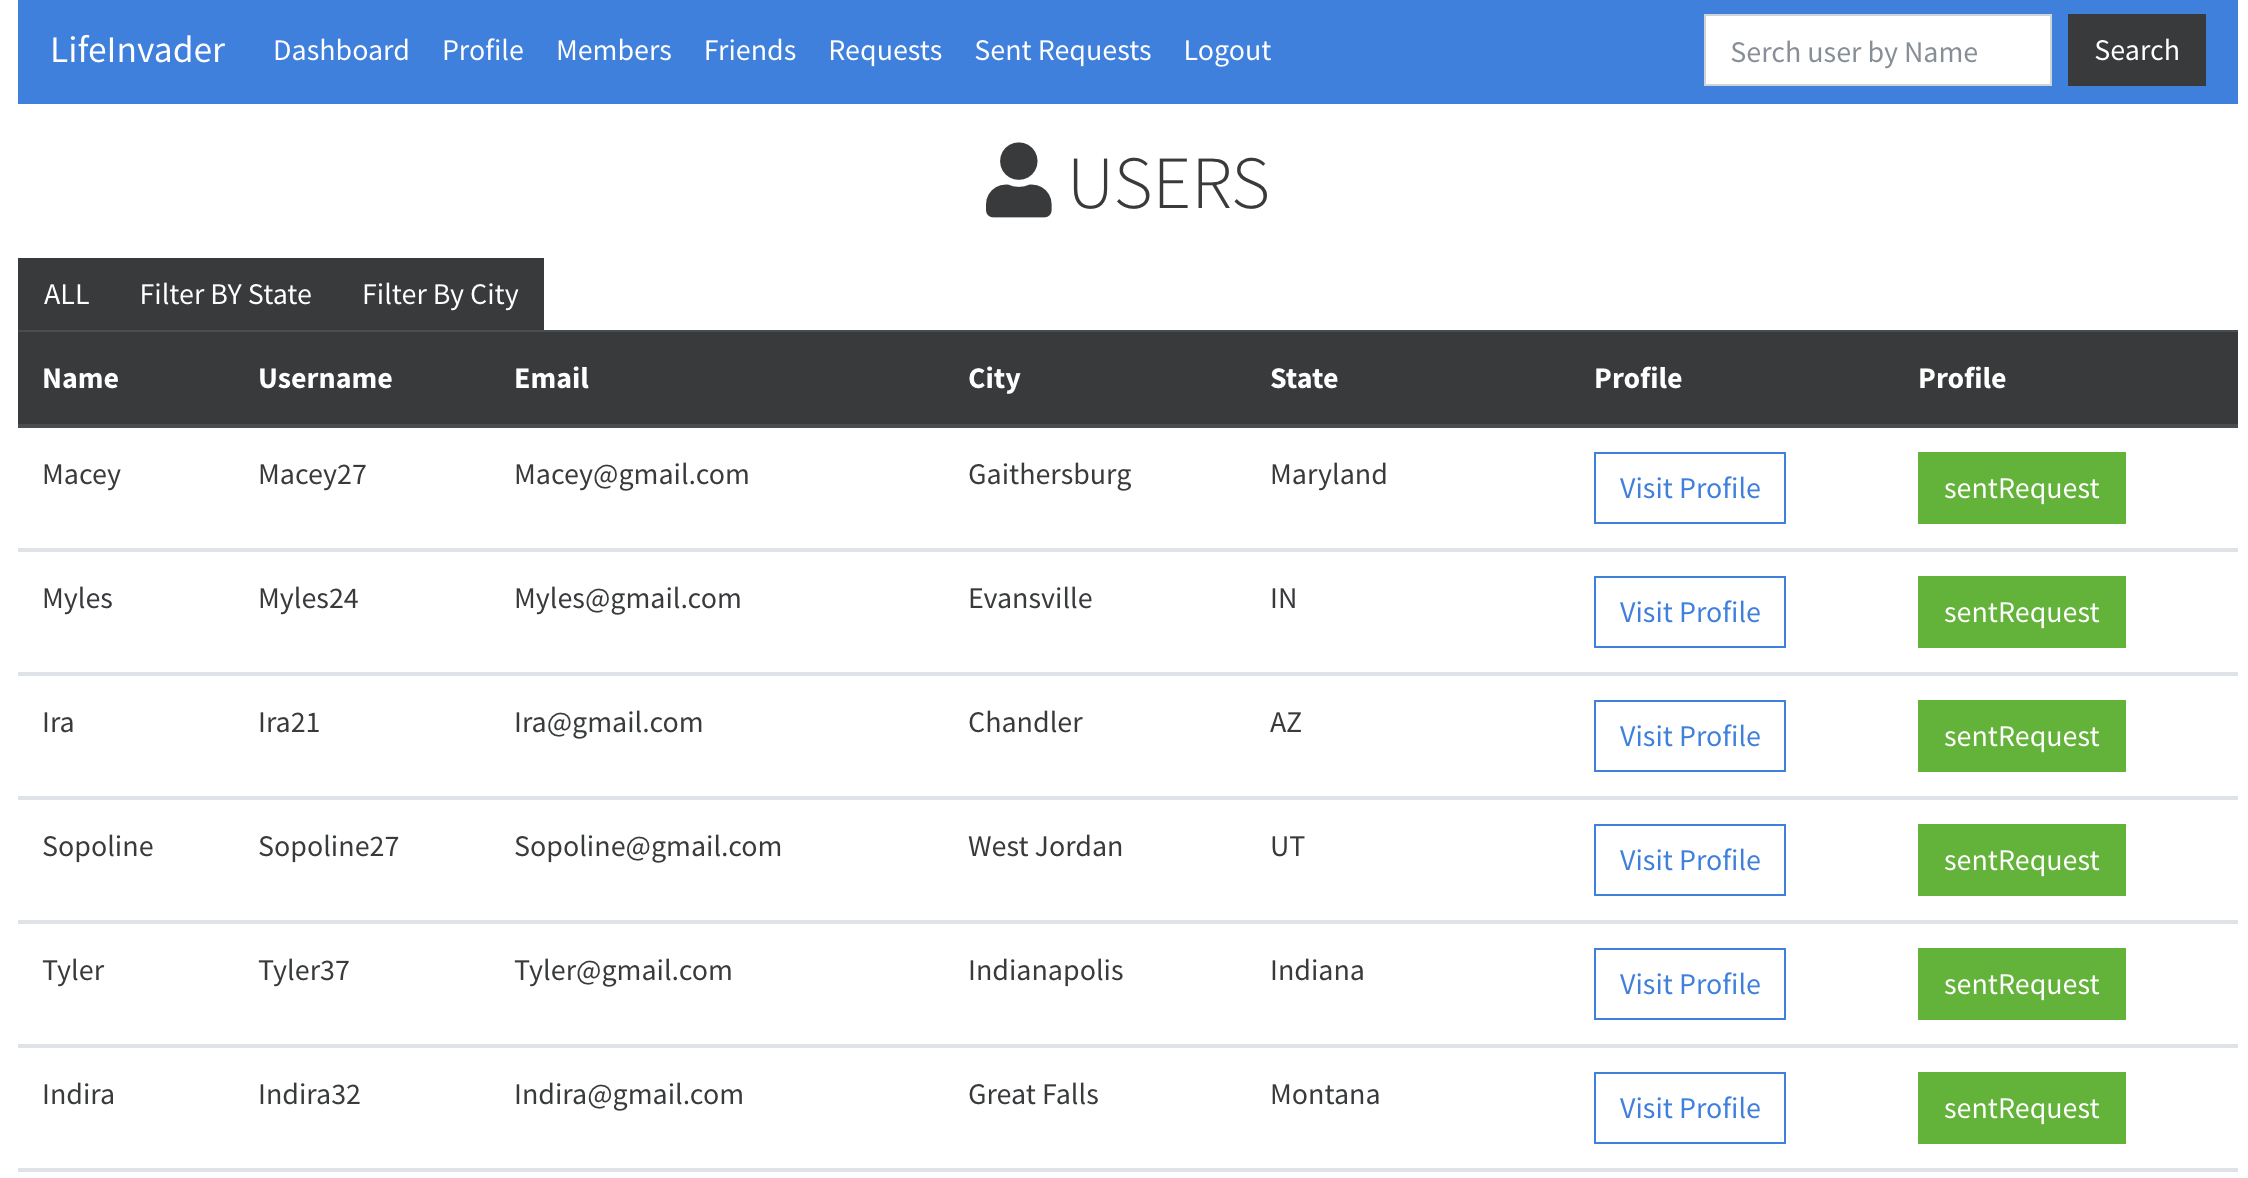 LifeInvader Dashboard Profile Members Friends Requests Sent Requests Logout Serch user by Name Search
USERS
ALL Filter BY State Filter By City
Name Username Email City State Profile Profile
Macey Macey27 Macey@gmail.com Gaithersburg Maryland Visit Profile sentRequest
Myles Myles24 Myles@gmail.com Evansville IN Visit Profile sentRequest
Ira Ira21 Ira@gmail.com Chandler AZ Visit Profile sentRequest
Sopoline Sopoline27 Sopoline@gmail.com West Jordan UT Visit Profile sentRequest
Tyler Tyler37 Tyler@gmail.com Indianapolis Indiana Visit Profile sentRequest
Indira Indira32 Indira@gmail.com Great Falls Montana Visit Profile sentRequest